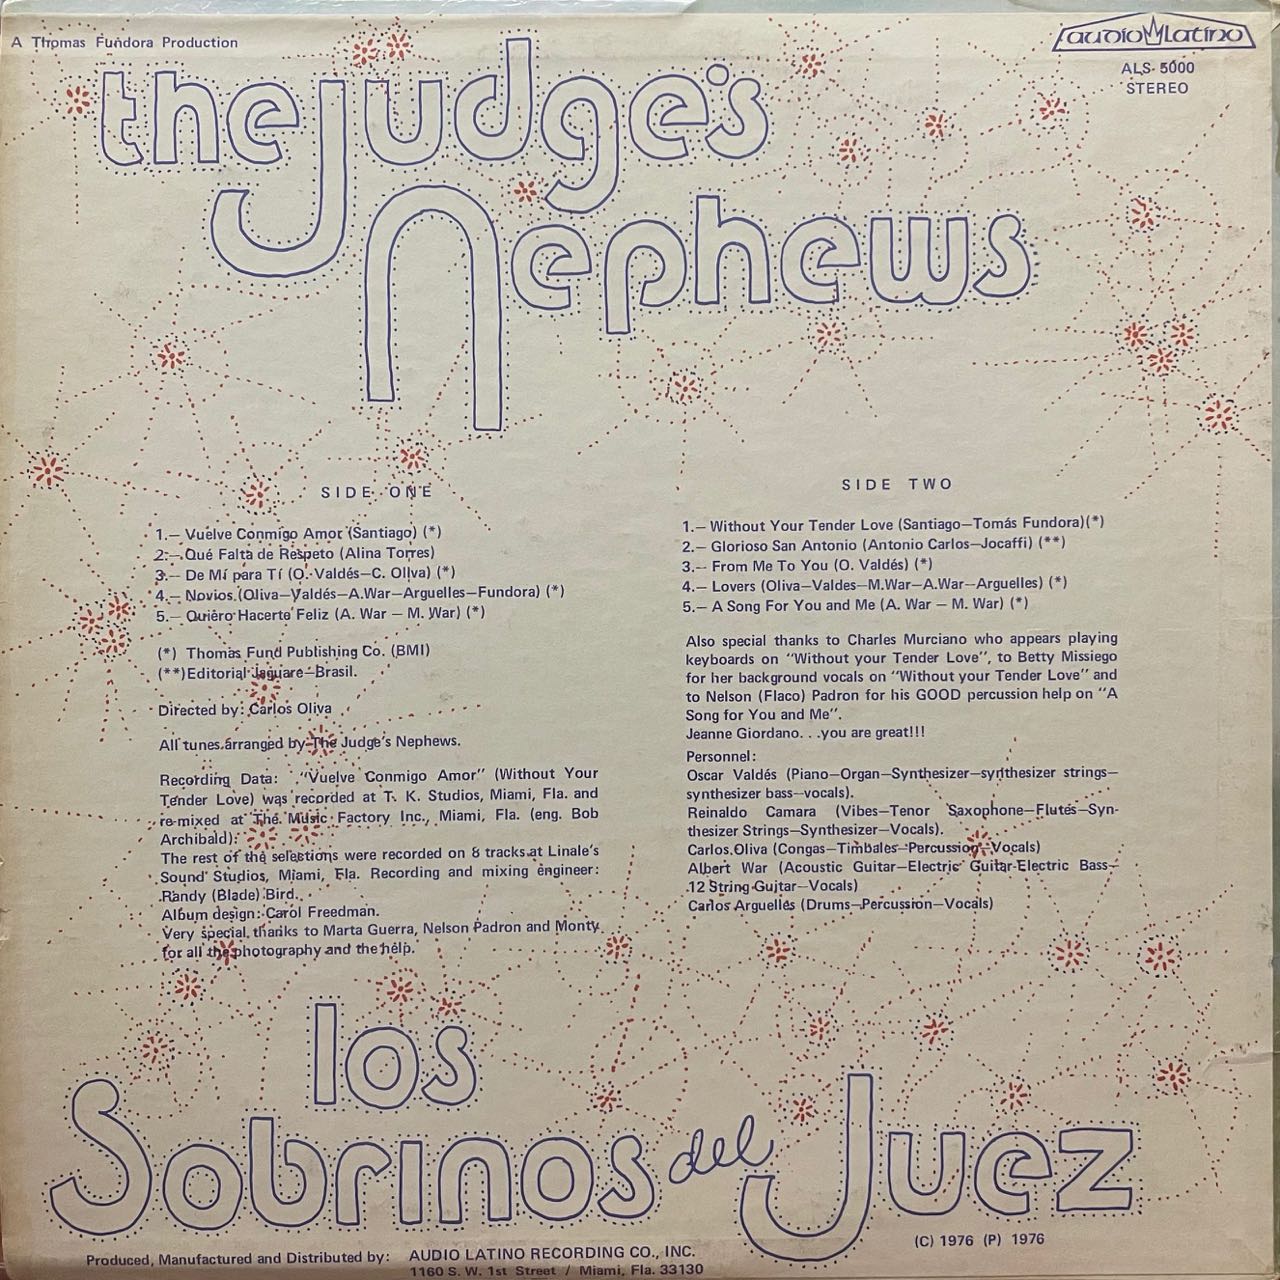 A Thomas Fundora Production
audio Latino
ALS-5000
STEREO
the Judge's
Nephews
SIDE ONE
1.— Vuelve Conmigo Amor (Santiago) (*)
2.— Qué Falta de Respeto (Alina Torres)
3.— De Mí para Tí (O. Valdés—C. Oliva) (*)
4.— Novios (Oliva—Valdés—A.War—Arguelles—Fundora) (*)
5.— Quiéro Hacerte Feliz (A. War — M. War) (*)
(*) Thomas Fund Publishing Co. (BMI)
(**)Editorial Jaguare—Brasil.
Directed by: Carlos Oliva
All tunes arranged by The Judge's Nephews.
Recording Data: "Vuelve Conmigo Amor" (Without Your
Tender Love) was recorded at T. K. Studios, Miami, Fla. and
re-mixed at The Music Factory Inc., Miami, Fla. (eng. Bob
Archibald).
The rest of the selections were recorded on 8 tracks at Linale's
Sound Studios, Miami, Fla. Recording and mixing engineer:
Randy (Blade) Bird.
Album design: Carol Freedman.
Very special thanks to Marta Guerra, Nelson Padron and Monty
for all the photography and the help.
SIDE TWO
1.— Without Your Tender Love (Santiago—Tomás Fundora)(*)
2.— Glorioso San Antonio (Antonio Carlos—Jocaffi) (**)
3.— From Me To You (O. Valdés) (*)
4.— Lovers (Oliva—Valdes—M.War—A.War—Arguelles) (*)
5.— A Song For You and Me (A. War — M. War) (*)
Also special thanks to Charles Murciano who appears playing
keyboards on "Without your Tender Love", to Betty Missiego
for her background vocals on "Without your Tender Love" and
to Nelson (Flaco) Padron for his GOOD percussion help on "A
Song for You and Me".
Jeanne Giordano. . .you are great!!!
Personnel:
Oscar Valdés (Piano—Organ—Synthesizer—synthesizer strings—
synthesizer bass—vocals).
Reinaldo Camara (Vibes—Tenor Saxophone—Flutes—Syn-
thesizer Strings—Synthesizer—Vocals).
Carlos Oliva (Congas—Timbales—Percussion—Vocals)
Albert War (Acoustic Guitar—Electric Guitar-Electric Bass—
12 String Guitar—Vocals)
Carlos Arguelles (Drums—Percussion—Vocals)
los
Sobrinos del Juez
(C) 1976 (P) 1976
Produced, Manufactured and Distributed by: AUDIO LATINO RECORDING CO., INC.
1160 S. W. 1st Street / Miami, Fla. 33130